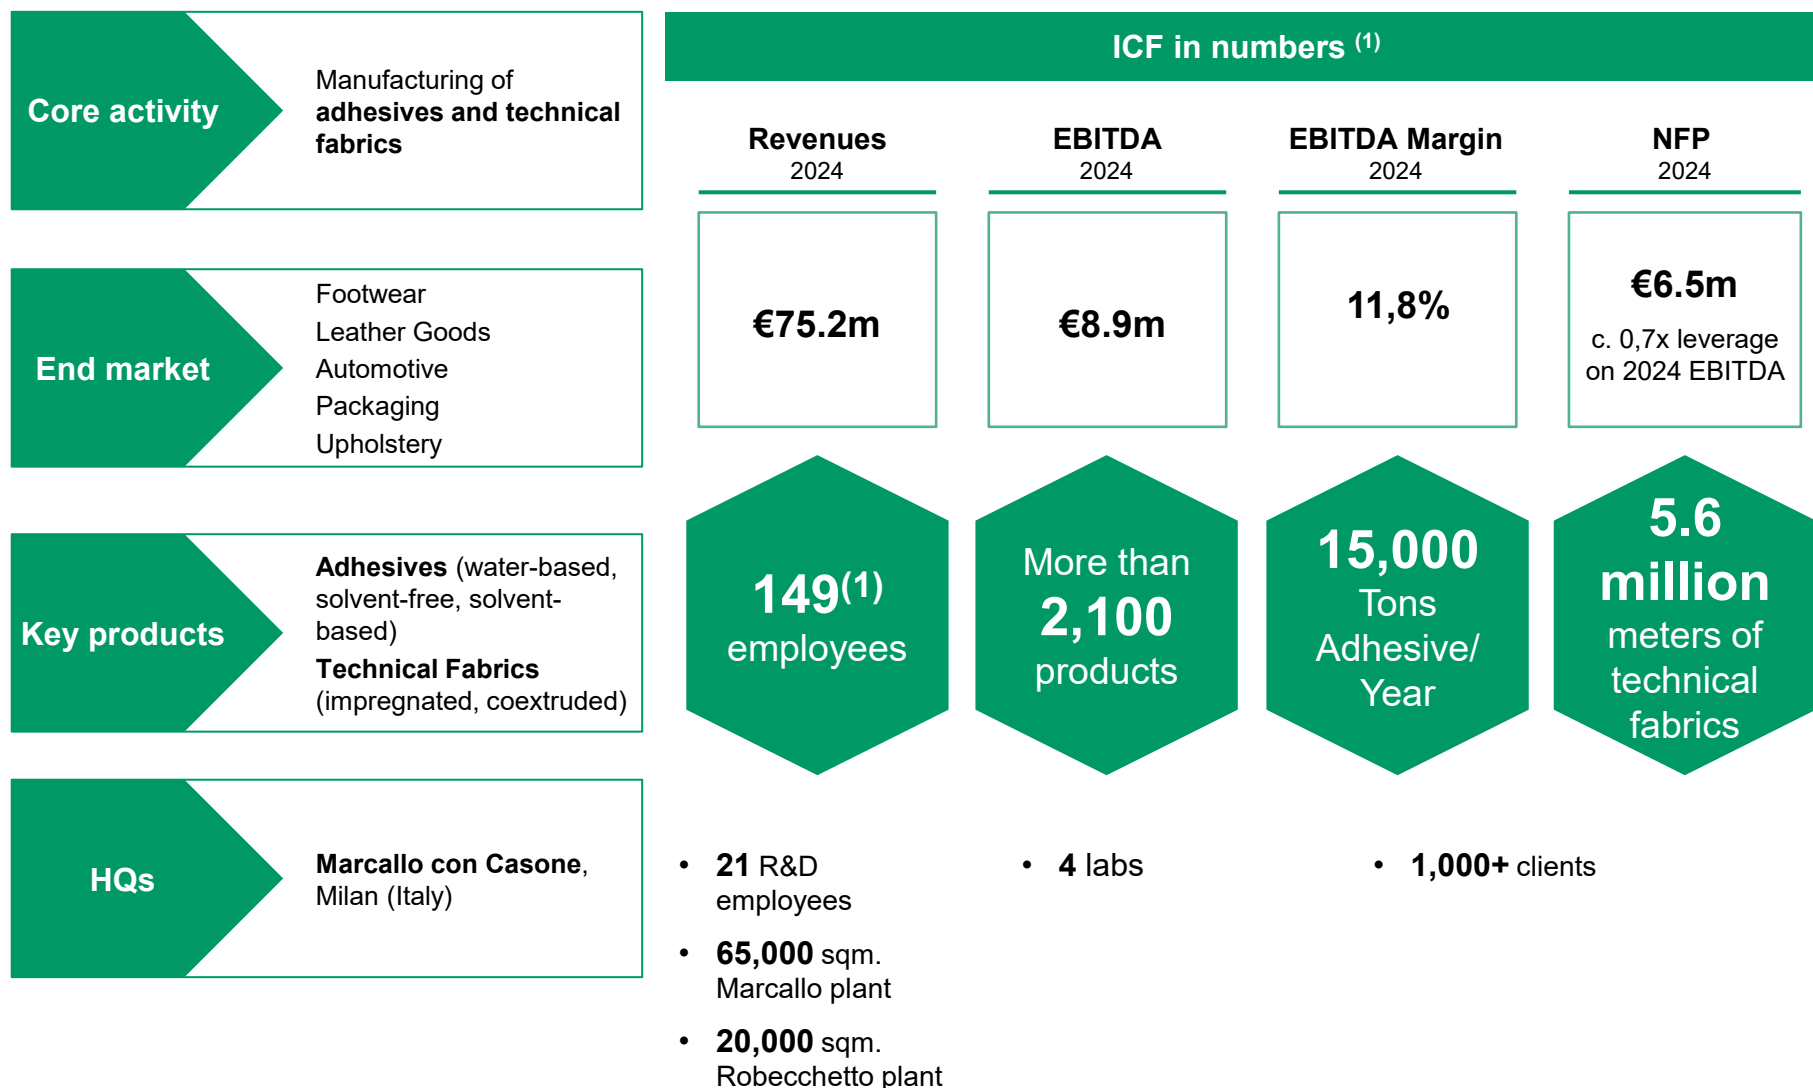 Core activity
Manufacturing of
adhesives and technical
fabrics
End market
Footwear
Leather Goods
Automotive
Packaging
Upholstery
Key products
Adhesives (water-based,
solvent-free, solvent-
based)
Technical Fabrics
(impregnated, coextruded)
HQs
Marcallo con Casone,
Milan (Italy)
ICF in numbers (1)
Revenues
2024
€75.2m
EBITDA
2024
€8.9m
EBITDA Margin
2024
11,8%
NFP
2024
€6.5m
c. 0,7x leverage
on 2024 EBITDA
149(1)
employees
More than
2,100
products
15,000
Tons
Adhesive/
Year
5.6
million
meters of
technical
fabrics
• 21 R&D
employees
• 65,000 sqm.
Marcallo plant
• 20,000 sqm.
Robecchetto plant
• 4 labs
• 1,000+ clients